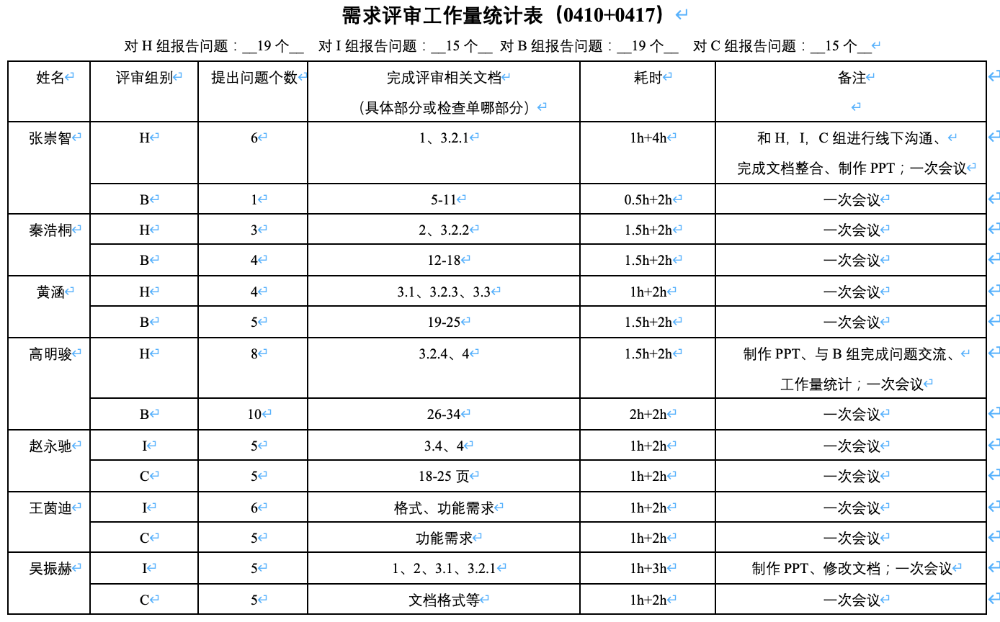 需求评审工作量统计表（0410+0417）
对 H 组报告问题：__19 个__ 对 I 组报告问题：__15 个__ 对 B 组报告问题：__19 个__ 对 C 组报告问题：__15 个__
姓名 评审组别 提出问题个数 完成评审相关文档 耗时 备注
（具体部分或检查单哪部分）
张崇智 H 6 1、3.2.1 1h+4h 和 H，I，C 组进行线下沟通、
完成文档整合、制作 PPT；一次会议
B 1 5-11 0.5h+2h 一次会议
秦浩桐 H 3 2、3.2.2 1.5h+2h 一次会议
B 4 12-18 1.5h+2h 一次会议
黄涵 H 4 3.1、3.2.3、3.3 1h+2h 一次会议
B 5 19-25 1.5h+2h 一次会议
高明骏 H 8 3.2.4、4 1.5h+2h 制作 PPT、与 B 组完成问题交流、
工作量统计；一次会议
B 10 26-34 2h+2h 一次会议
赵永驰 I 5 3.4、4 1h+2h 一次会议
C 5 18-25 页 1h+2h 一次会议
王茵迪 I 6 格式、功能需求 1h+2h 一次会议
C 5 功能需求 1h+2h 一次会议
吴振赫 I 5 1、2、3.1、3.2.1 1h+3h 制作 PPT、修改文档；一次会议
C 5 文档格式等 1h+2h 一次会议